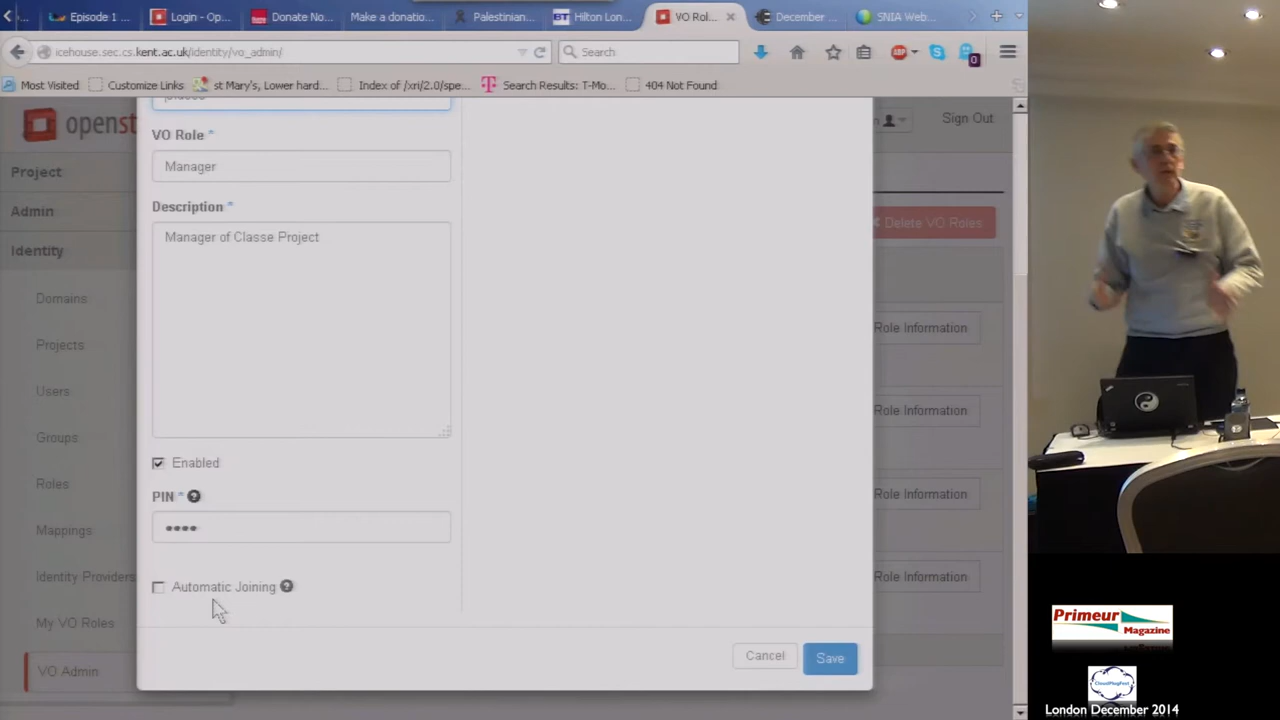 Episode 1 ...
Login - Op...
Donate No...
Make a donatio...
Palestinian...
Hilton Lon...
VO Rol...
December ...
SNIA Web...
icehouse.sec.cs.kent.ac.uk/identity/vo_admin/
Search
ABP
0
Most Visited
Customize Links
st Mary's, Lower hard...
Index of /xri/2.0/spe...
Search Results: T-Mo...
404 Not Found
openst
Sign Out
Project
Admin
Identity
Domains
Projects
Users
Groups
Roles
Mappings
Identity Providers
My VO Roles
VO Admin
VO Role *
Manager
Description *
Manager of Classe Project
Enabled
PIN *
Automatic Joining
Cancel
Save
Delete VO Roles
Role Information
Role Information
Role Information
Role Information
Primeur
Magazine
London December 2014